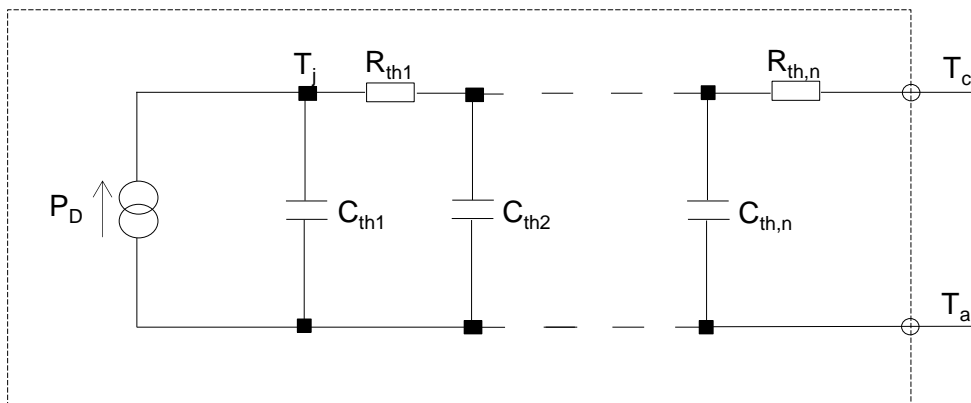 T_j R_th1 R_th,n T_c
P_D C_th1 C_th2 C_th,n
T_a